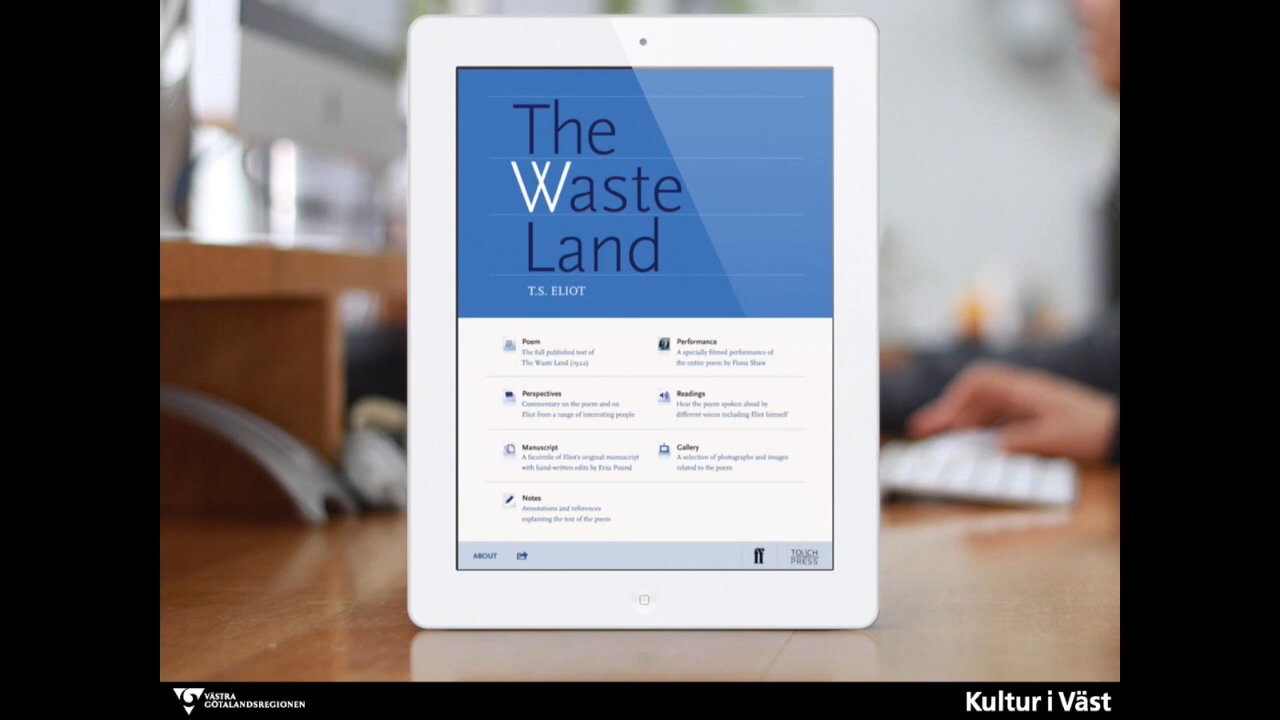 The
Waste
Land
T.S. ELIOT
Poem
The full published text of
The Waste Land (1922)
Performance
A specially filmed performance of
the entire poem by Fiona Shaw
Perspectives
Commentary on the poem and on
Eliot from a range of interesting people
Readings
Hear the poem spoken aloud by
different voices including Eliot himself
Manuscript
A facsimile of Eliot's original manuscript
with hand-written edits by Ezra Pound
Gallery
A selection of photographs and images
related to the poem
Notes
Annotations and references
explaining the text of the poem
ABOUT
ff
TOUCH
PRESS
VÄSTRA
GÖTALANDSREGIONEN
Kultur i Väst